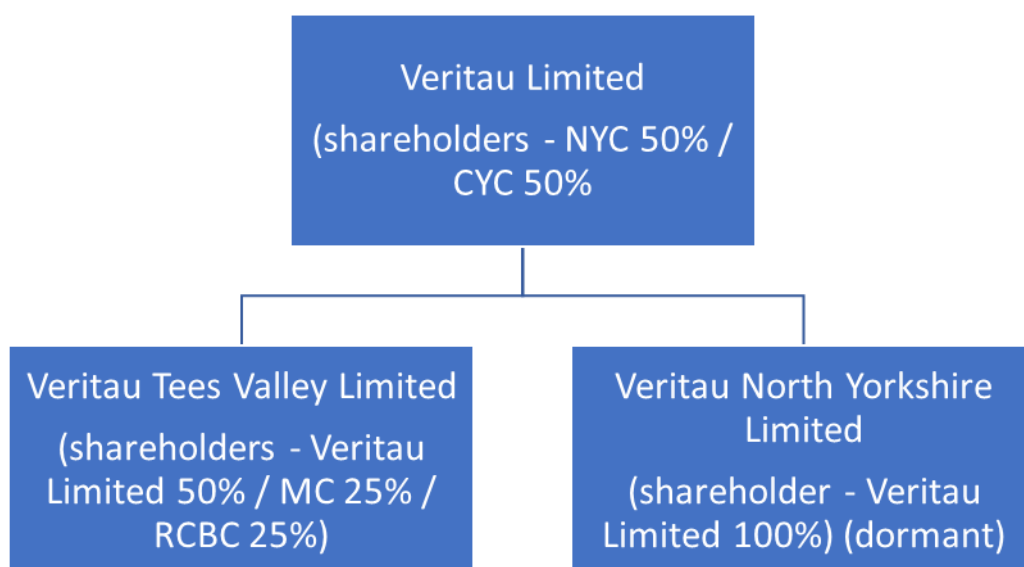 Veritau Limited
(shareholders - NYC 50% /
CYC 50%
Veritau Tees Valley Limited
(shareholders - Veritau
Limited 50% / MC 25% /
RCBC 25%)
Veritau North Yorkshire
Limited
(shareholder - Veritau
Limited 100%) (dormant)